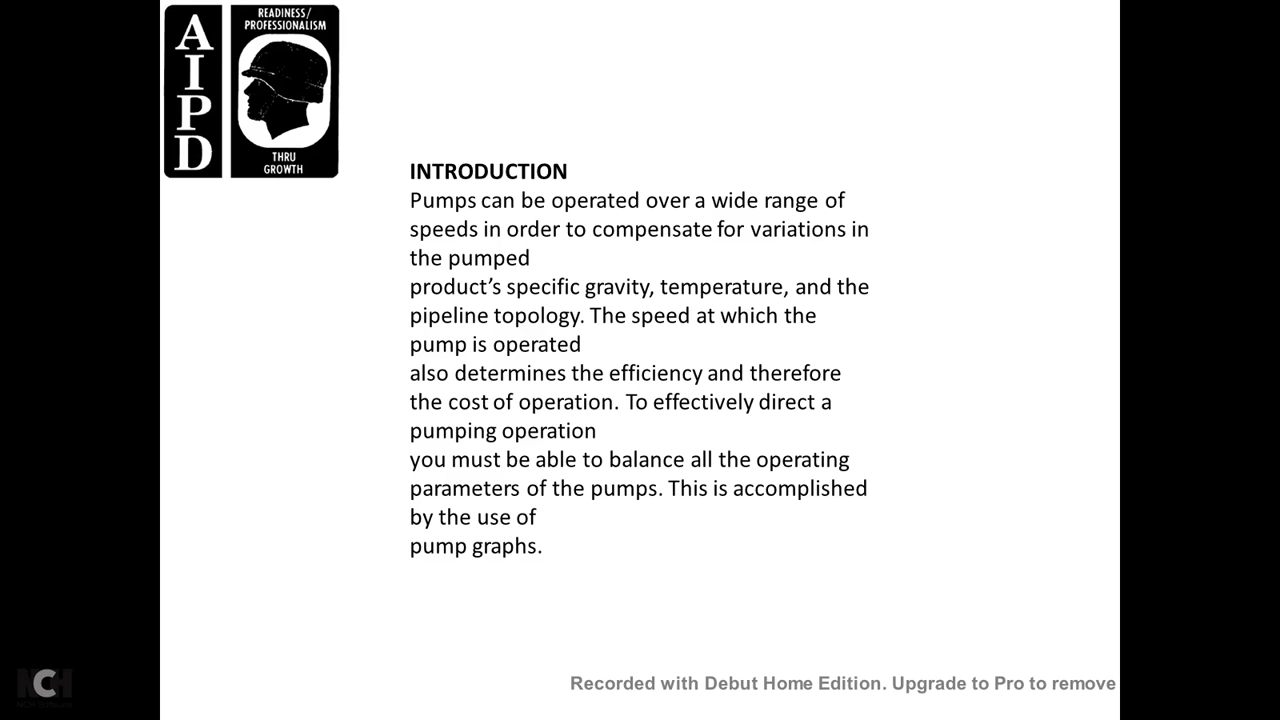 AIPD
READINESS/
PROFESSIONALISM
THRU
GROWTH
INTRODUCTION
Pumps can be operated over a wide range of
speeds in order to compensate for variations in
the pumped
product’s specific gravity, temperature, and the
pipeline topology. The speed at which the
pump is operated
also determines the efficiency and therefore
the cost of operation. To effectively direct a
pumping operation
you must be able to balance all the operating
parameters of the pumps. This is accomplished
by the use of
pump graphs.
NCH
NCH Software
Recorded with Debut Home Edition. Upgrade to Pro to remove